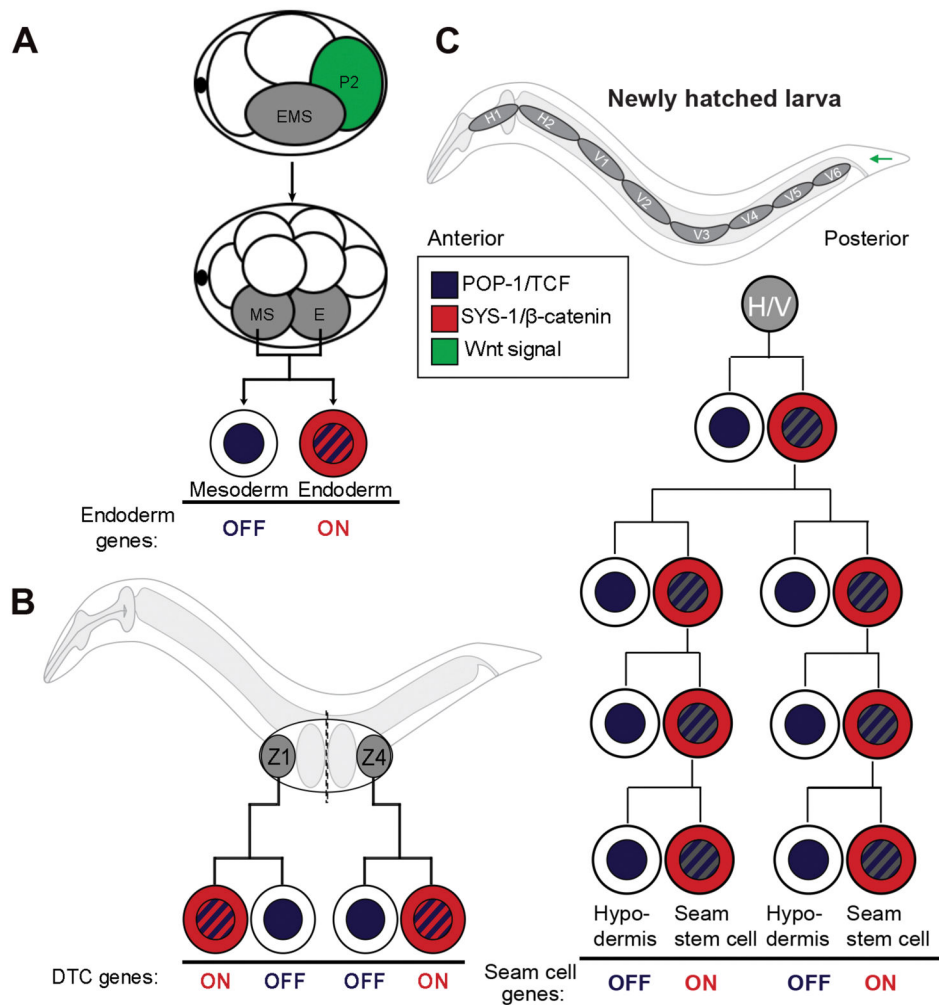 A
P2
EMS
MS
E
Mesoderm
Endoderm
Endoderm
genes:
OFF
ON
B
Z1
Z4
DTC genes:
ON
OFF
OFF
ON
C
Newly hatched larva
H1
H2
V1
V2
V3
V4
V5
V6
Anterior
Posterior
POP-1/TCF
SYS-1/β-catenin
Wnt signal
H/V
Hypo-
dermis
Seam
stem cell
Hypo-
dermis
Seam
stem cell
Seam cell
genes:
OFF
ON
OFF
ON